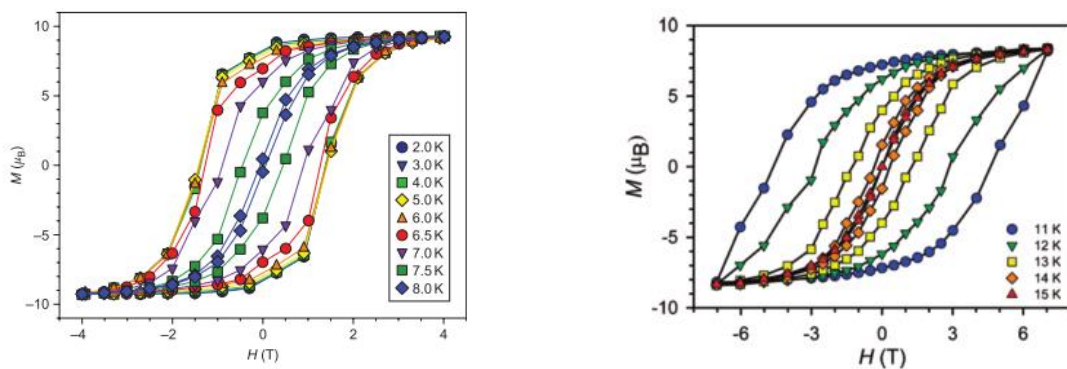 10
5
0
−5
−10
M (μB)
−4
−2
0
2
4
H (T)
2.0 K
3.0 K
4.0 K
5.0 K
6.0 K
6.5 K
7.0 K
7.5 K
8.0 K
10
5
0
-5
-10
M (μB)
-6
-3
0
3
6
H (T)
11 K
12 K
13 K
14 K
15 K